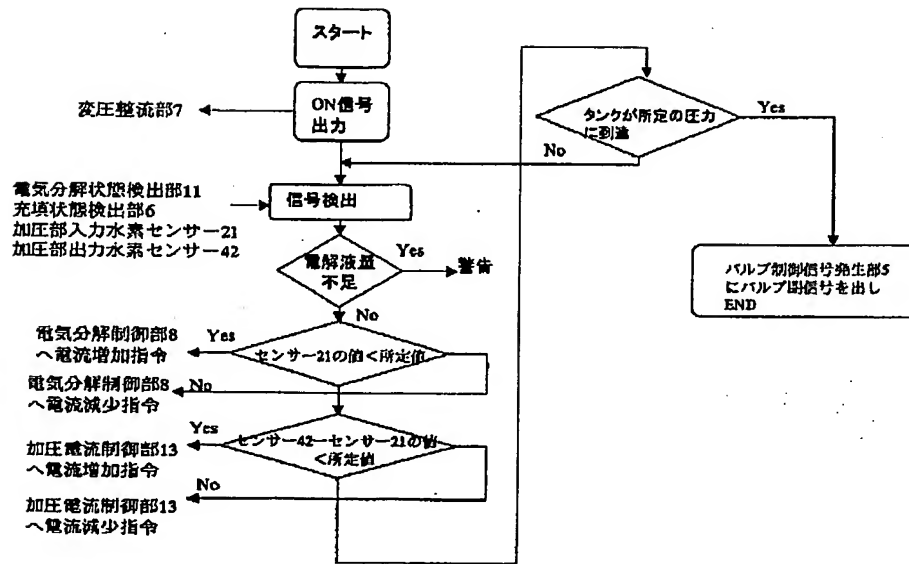 スタート
ON信号
出力
変圧整流部7
電気分解状態検出部11
充填状態検出部6
加圧部入力水素センサー21
加圧部出力水素センサー42
信号検出
電解液量
不足
Yes
警告
No
センサー21の値<所定値
Yes
電気分解制御部8
へ電流増加指令
No
電気分解制御部8
へ電流減少指令
センサー42ーセンサー21の値
<所定値
Yes
加圧電流制御部13
へ電流増加指令
No
加圧電流制御部13
へ電流減少指令
タンクが所定の圧力
に到達
Yes
No
バルブ制御信号発生部5
にバルブ閉信号を出し
END